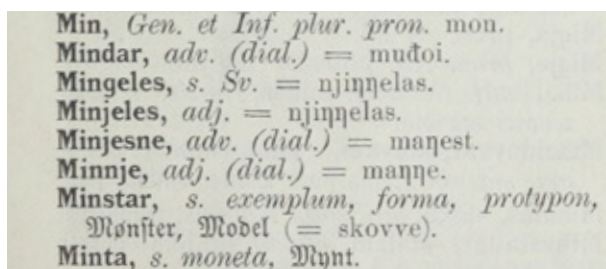 Min, Gen. et Inf. plur. pron. mon.
Mindar, adv. (dial.) = muđoi.
Mingeles, s. Sv. = njiŋŋelas.
Minjeles, adj. = njiŋŋelas.
Minjesne, adv. (dial.) = maŋest.
Minnje, adj. (dial.) = maŋŋe.
Minstar, s. exemplum, forma, protypon,
Mønſter, Model (= skovve).
Minta, s. moneta, Mynt.